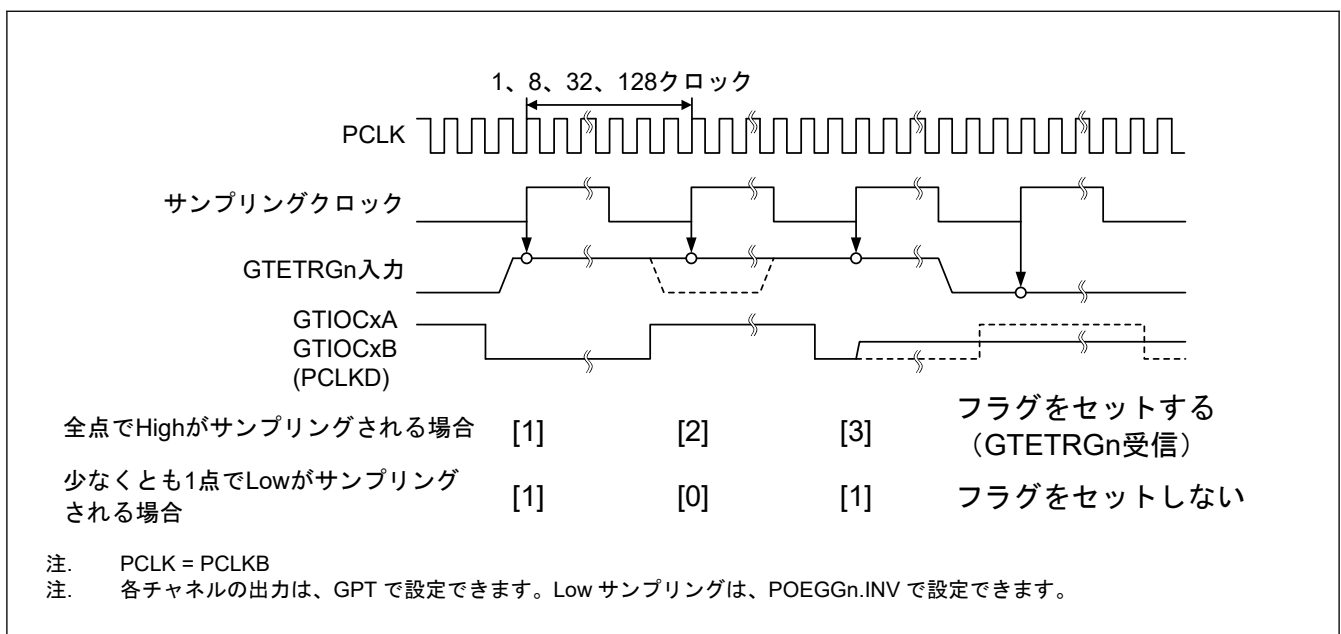 1、8、32、128クロック
PCLK
サンプリングクロック
GTETRGn入力
GTIOCxA
GTIOCxB
(PCLKD)
全点でHighがサンプリングされる場合 [1] [2] [3] フラグをセットする
（GTETRGn受信）
少なくとも1点でLowがサンプリング
される場合 [1] [0] [1] フラグをセットしない
注. PCLK = PCLKB
注. 各チャネルの出力は、GPT で設定できます。Low サンプリングは、POEGGn.INV で設定できます。